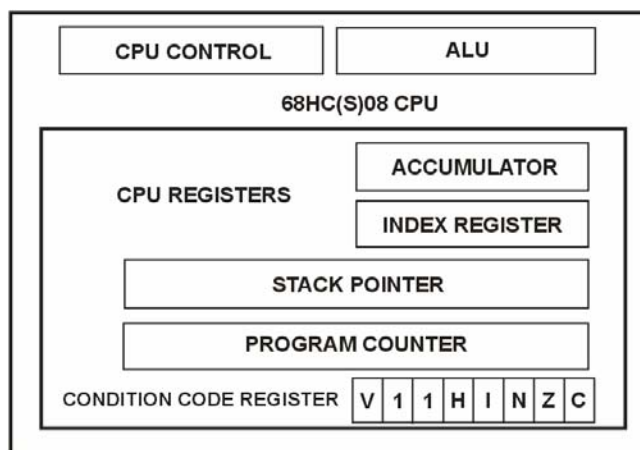 CPU CONTROL
ALU
68HC(S)08 CPU
ACCUMULATOR
CPU REGISTERS
INDEX REGISTER
STACK POINTER
PROGRAM COUNTER
CONDITION CODE REGISTER V 1 1 H I N Z C